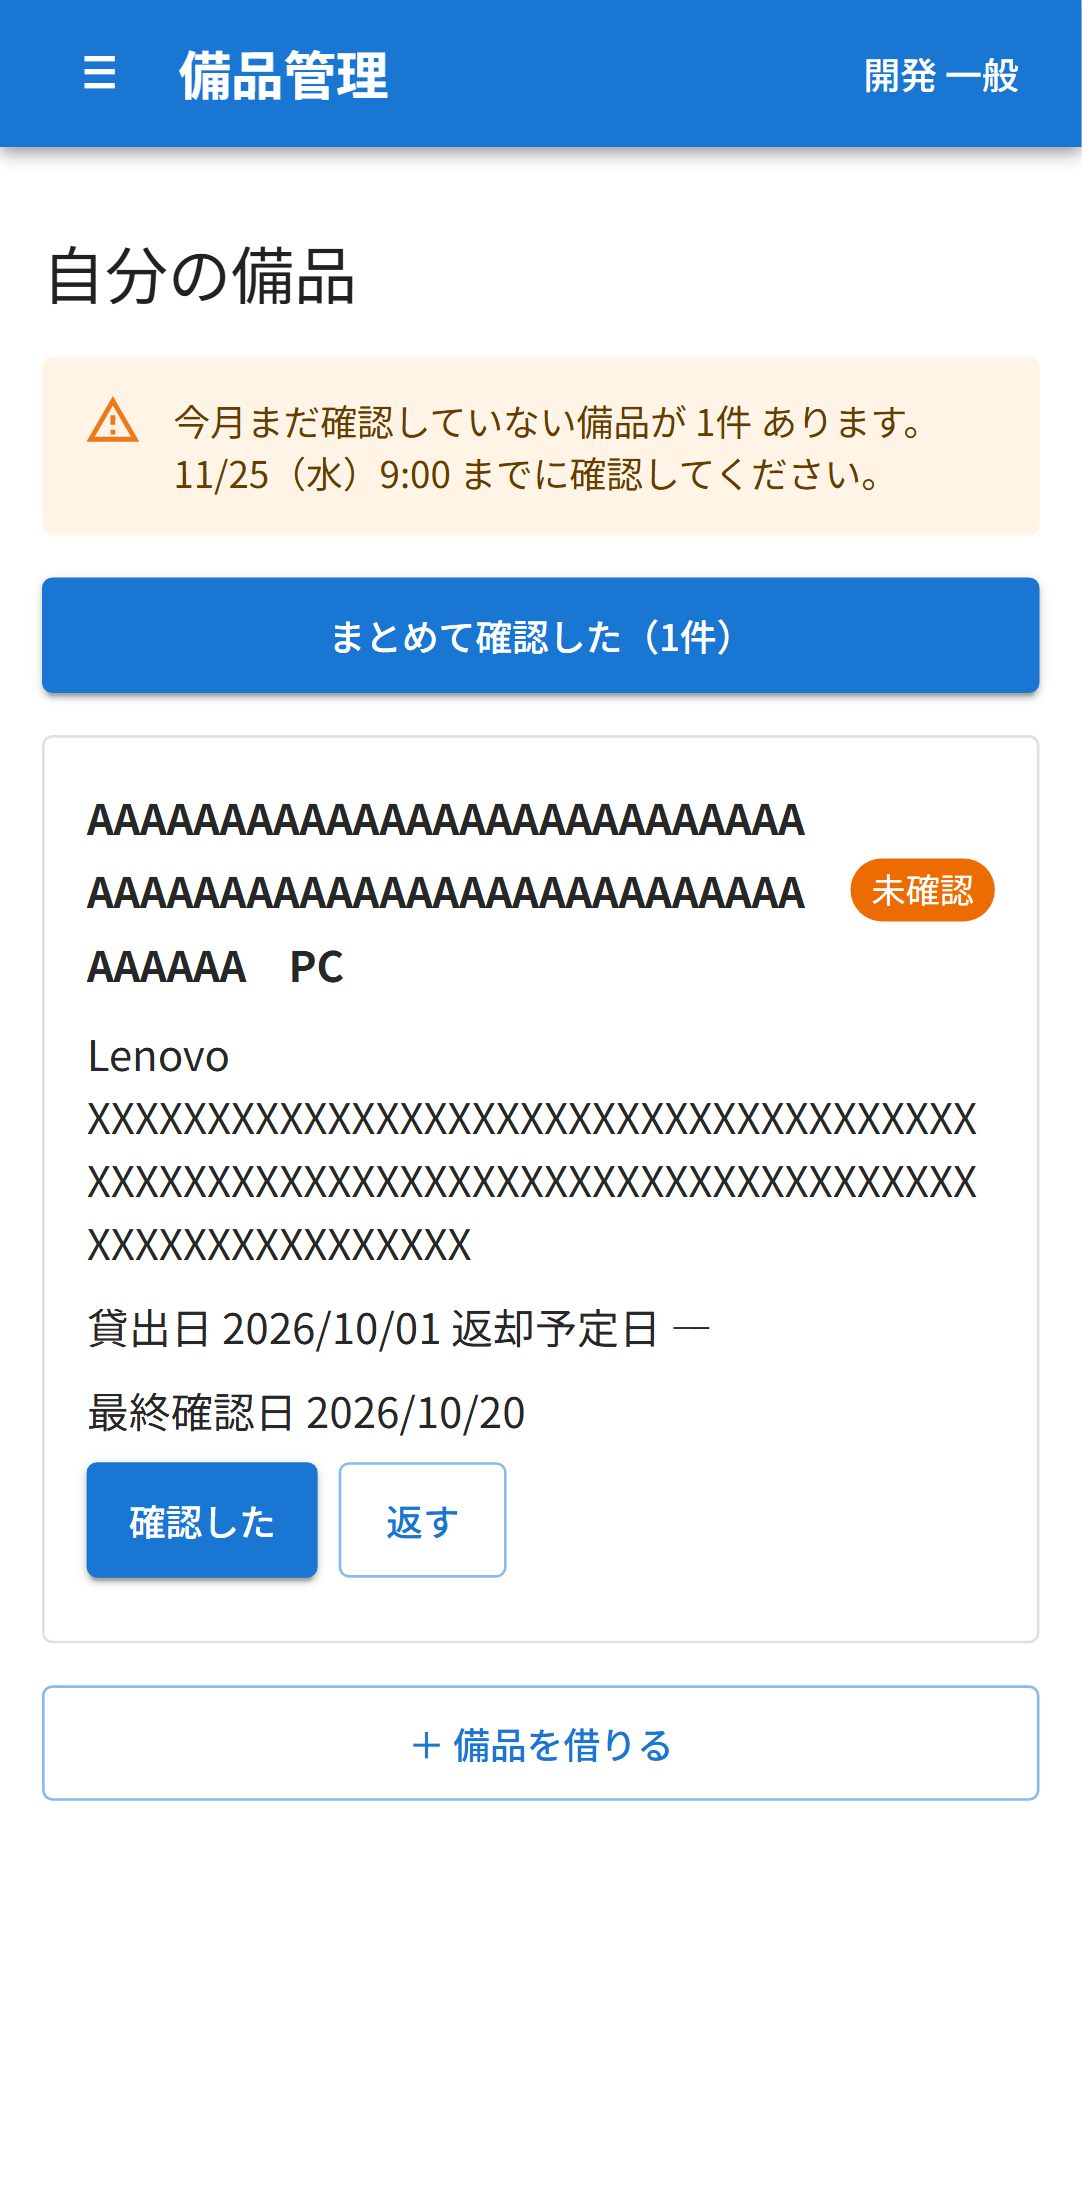 ☰ 備品管理 開発 一般
自分の備品
今月まだ確認していない備品が 1件 あります。
11/25（水）9:00 までに確認してください。
まとめて確認した（1件）
AAAAAAAAAAAAAAAAAAAAAAAAAAA
AAAAAAAAAAAAAAAAAAAAAAAAAAA
AAAAAA　PC
未確認
Lenovo
XXXXXXXXXXXXXXXXXXXXXXXXXXXXXXXXXXXXX
XXXXXXXXXXXXXXXXXXXXXXXXXXXXXXXXXXXXX
XXXXXXXXXXXXXXXX
貸出日 2026/10/01 返却予定日 —
最終確認日 2026/10/20
確認した 返す
＋ 備品を借りる